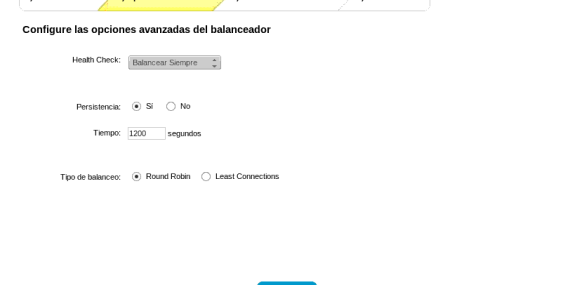 Configure las opciones avanzadas del balanceador
Health Check: Balancear Siempre
Persistencia: Sí No
Tiempo: 1200 segundos
Tipo de balanceo: Round Robin Least Connections